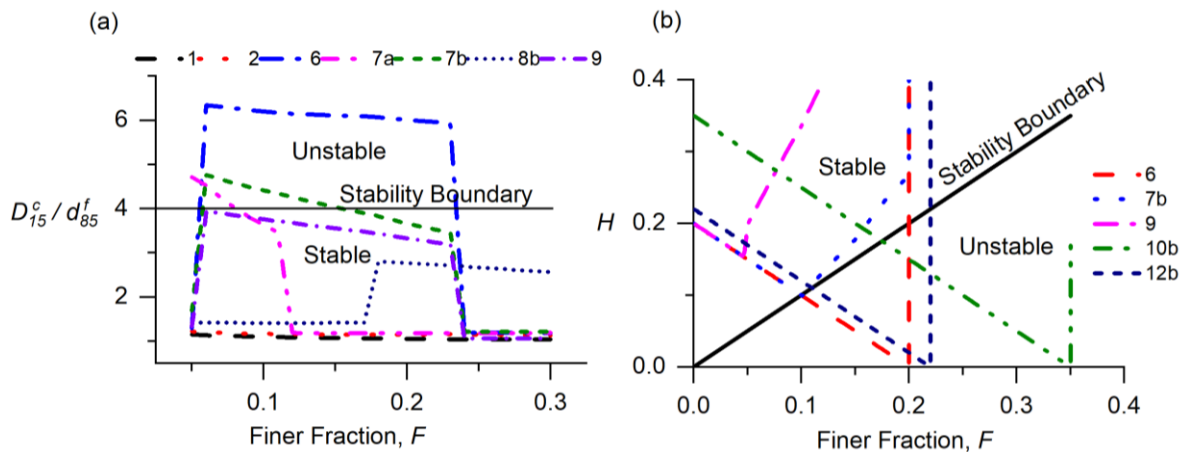 (a)
1 2 6 7a 7b 8b 9
6
4
2
D^c_15 / d^f_85
Unstable
Stability Boundary
Stable
0.1 0.2 0.3
Finer Fraction, F
(b)
0.4
0.2
0.0
H
Stable
Stability Boundary
Unstable
6
7b
9
10b
12b
0.0 0.1 0.2 0.3 0.4
Finer Fraction, F